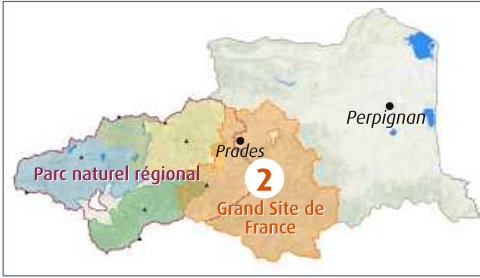 Perpignan
Prades
Parc naturel régional
2
Grand Site de
France